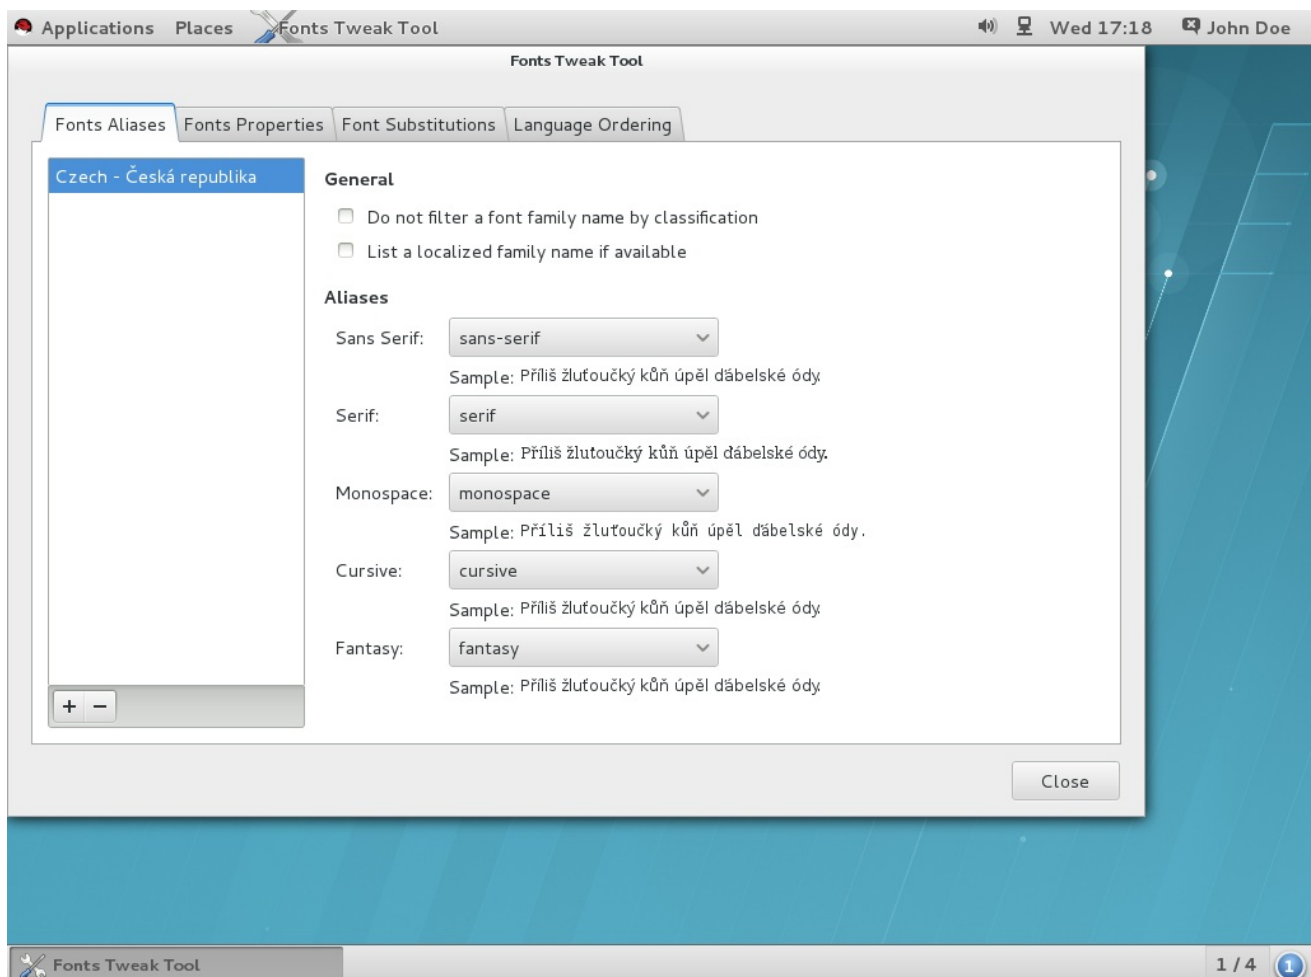 Applications Places Fonts Tweak Tool Wed 17:18 John Doe
Fonts Tweak Tool
Fonts Aliases Fonts Properties Font Substitutions Language Ordering
Czech - Česká republika
General
Do not filter a font family name by classification
List a localized family name if available
Aliases
Sans Serif: sans-serif
Sample: Příliš žluťoučký kůň úpěl ďábelské ódy.
Serif: serif
Sample: Příliš žluťoučký kůň úpěl ďábelské ódy.
Monospace: monospace
Sample: Příliš žluťoučký kůň úpěl ďábelské ódy.
Cursive: cursive
Sample: Příliš žluťoučký kůň úpěl ďábelské ódy.
Fantasy: fantasy
Sample: Příliš žluťoučký kůň úpěl ďábelské ódy.
+ −
Close
Fonts Tweak Tool 1 / 4 1